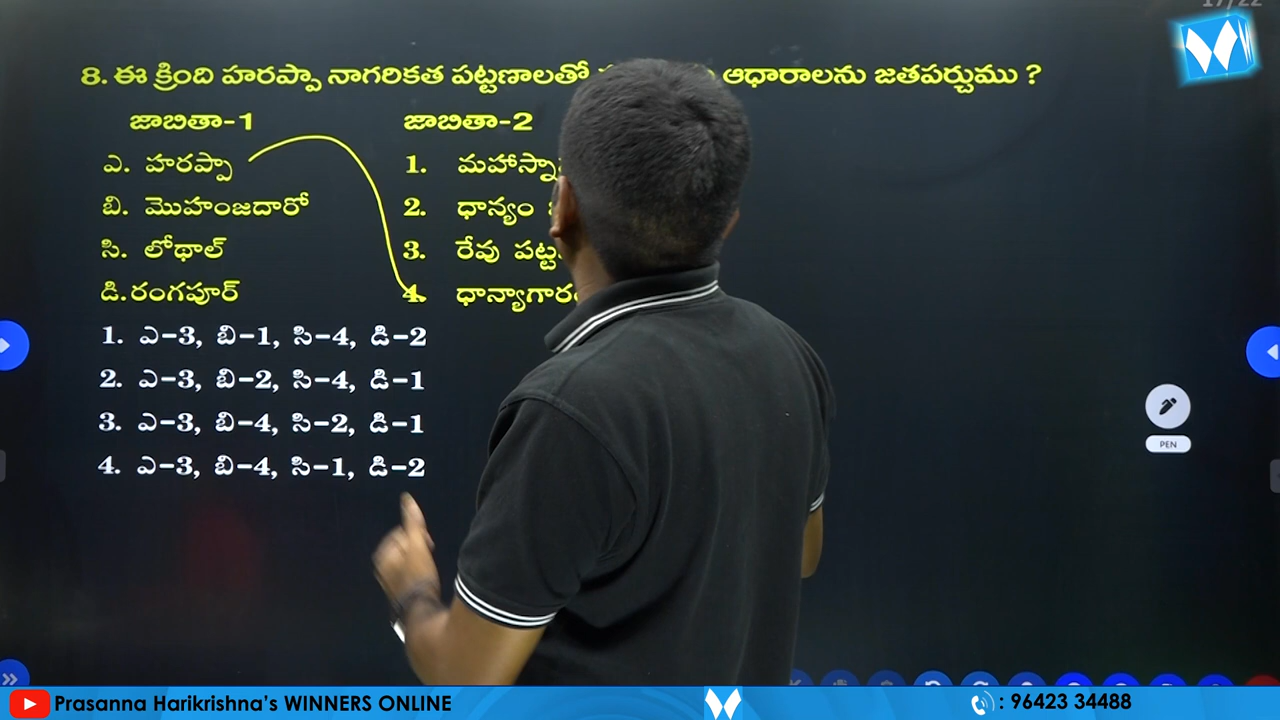 17/22
8. ఈ క్రింది హరప్పా నాగరికత పట్టణాలతో ఆధారాలను జతపర్చుము ?
జాబితా-1 జాబితా-2
ఎ. హరప్పా 1.
బి. మొహంజదారో 2. ధాన్యం
సి. లోథాల్ 3. రేవు
డి. రంగపూర్ 4.
1. ఎ-3, బి-1, సి-4, డి-2
2. ఎ-3, బి-2, సి-4, డి-1
3. ఎ-3, బి-4, సి-2, డి-1
4. ఎ-3, బి-4, సి-1, డి-2
PEN
Prasanna Harikrishna's WINNERS ONLINE : 96423 34488